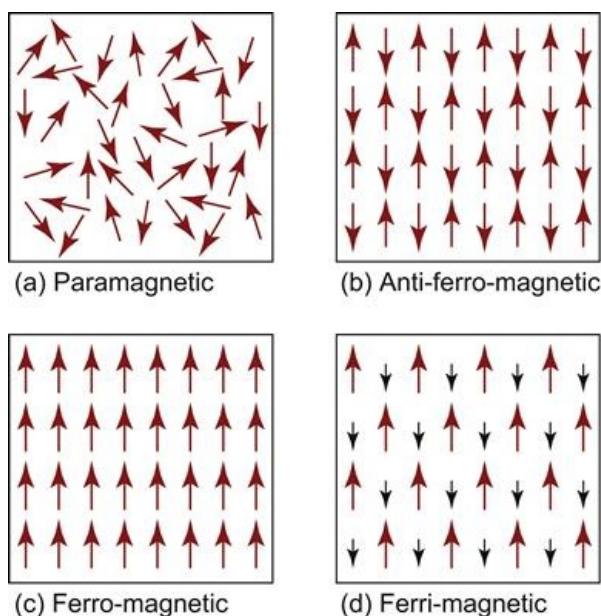 (a) Paramagnetic
(b) Anti-ferro-magnetic
(c) Ferro-magnetic
(d) Ferri-magnetic